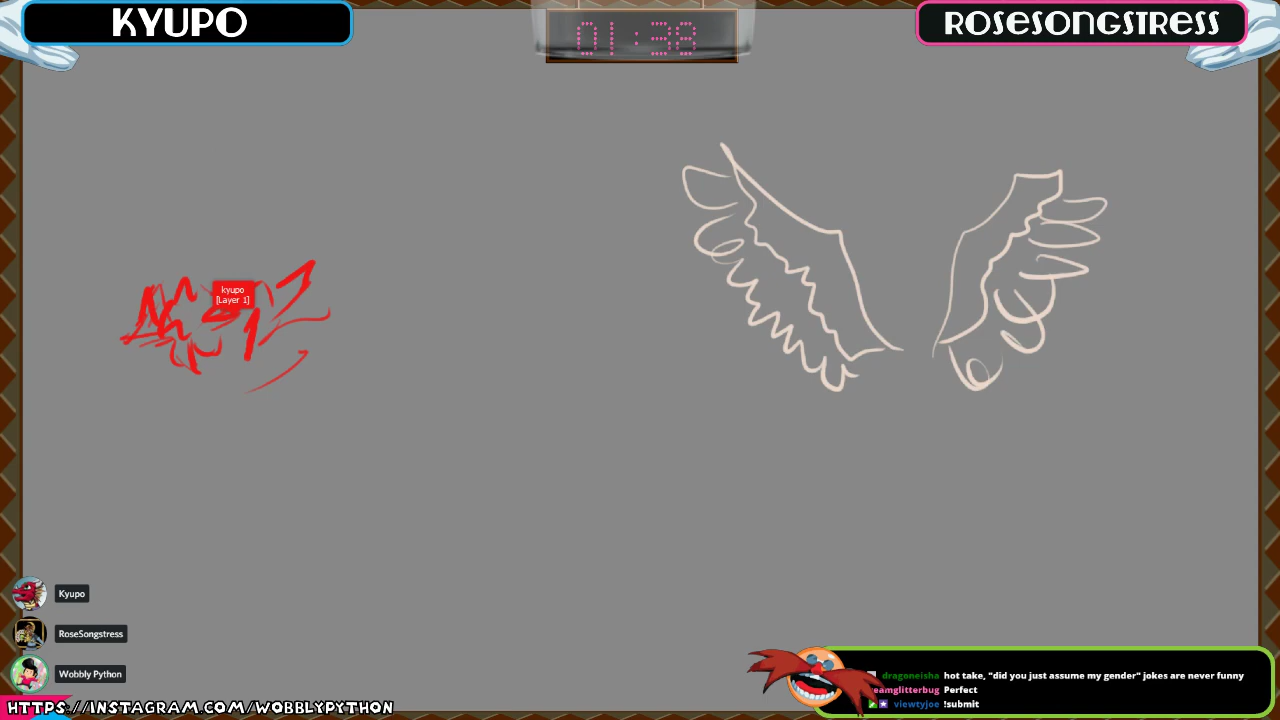 KYUPO
01:38
ROSESONGSTRESS
kyupo
[Layer 1]
Kyupo
RoseSongstress
Wobbly Python
dragoneisha hot take, "did you just assume my gender" jokes are never funny
eamglitterbug Perfect
viewtyjoe !submit
HTTPS://INSTAGRAM.COM/WOBBLYPYTHON